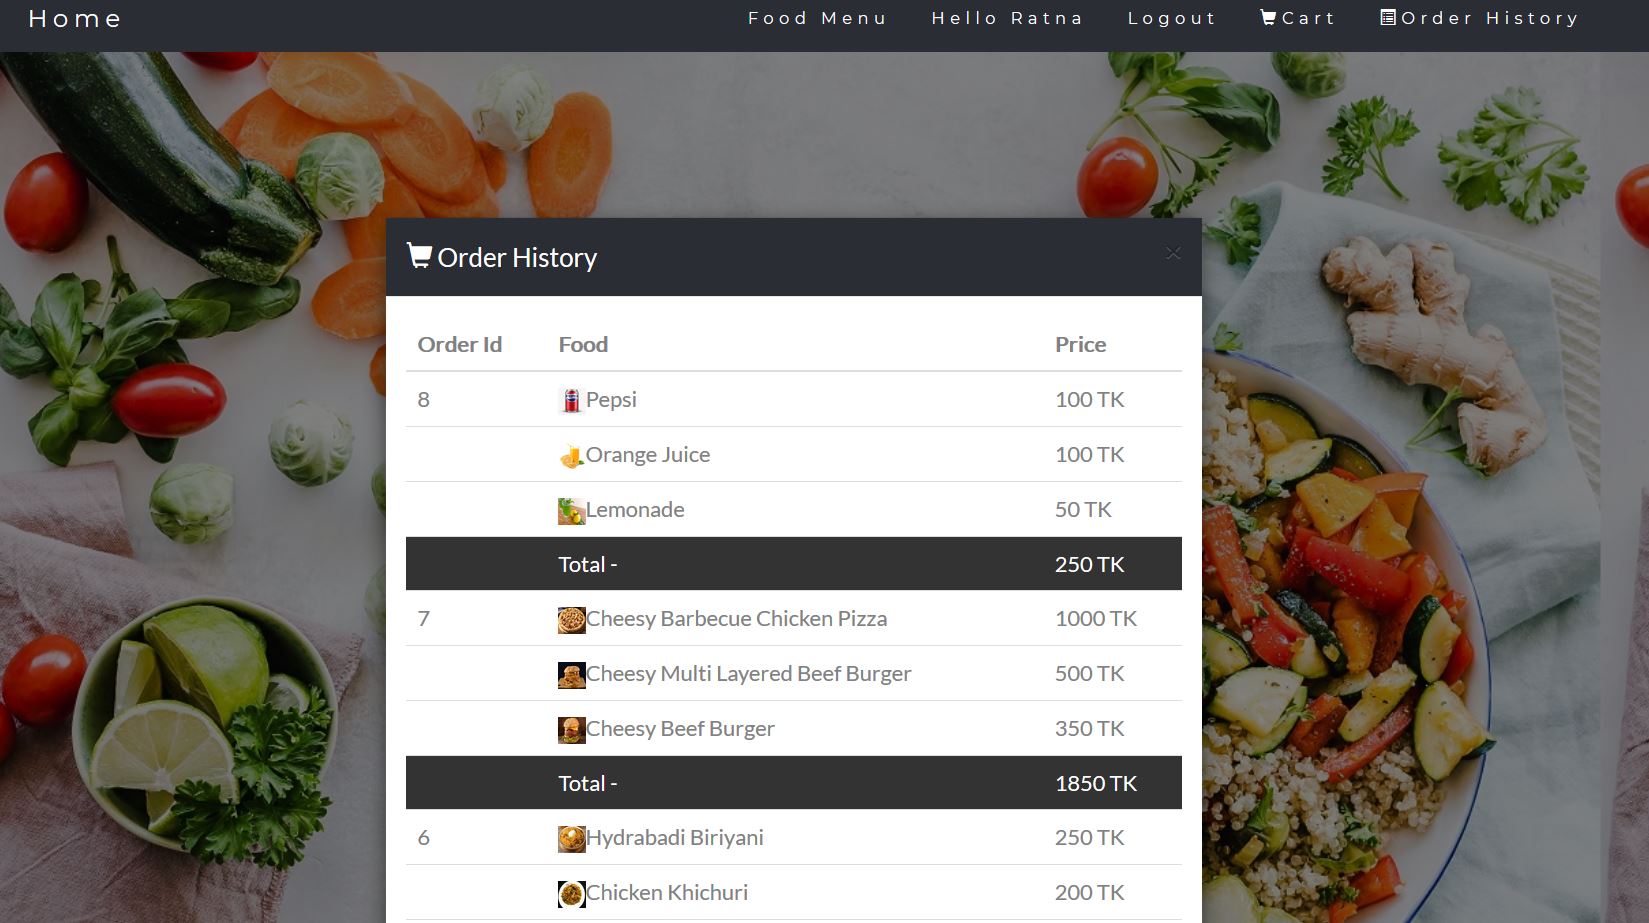 Home Food Menu Hello Ratna Logout Cart Order History
Order History ×
Order Id Food Price
8 Pepsi 100 TK
Orange Juice 100 TK
Lemonade 50 TK
Total - 250 TK
7 Cheesy Barbecue Chicken Pizza 1000 TK
Cheesy Multi Layered Beef Burger 500 TK
Cheesy Beef Burger 350 TK
Total - 1850 TK
6 Hydrabadi Biriyani 250 TK
Chicken Khichuri 200 TK